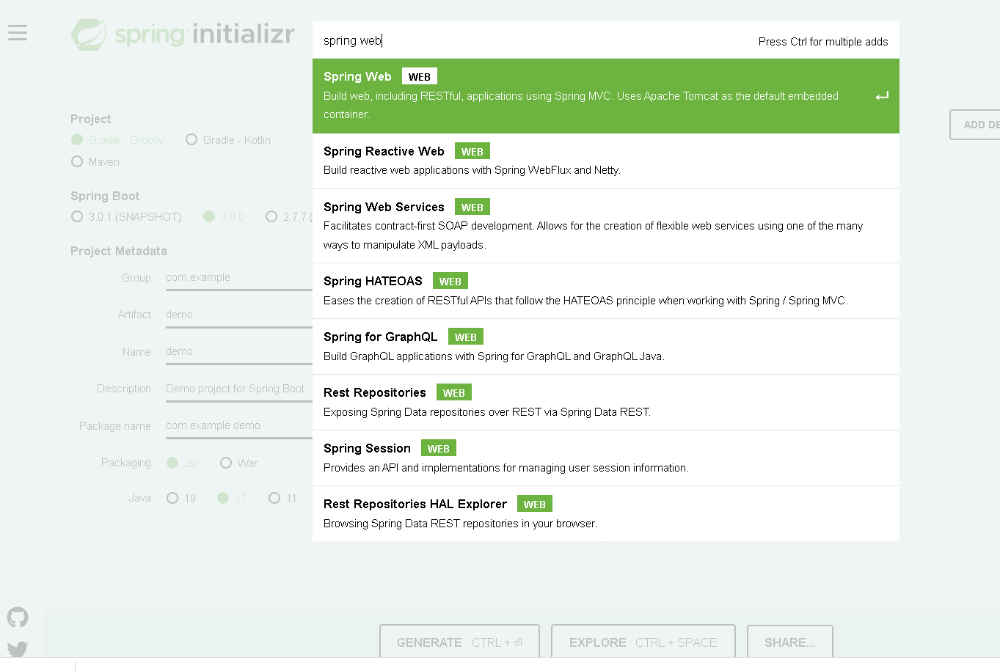 spring initializr
spring web
Press Ctrl for multiple adds
Spring Web WEB
Build web, including RESTful, applications using Spring MVC. Uses Apache Tomcat as the default embedded
container.
ADD DE
Project
Gradle - Groovy
Gradle - Kotlin
Maven
Spring Reactive Web WEB
Build reactive web applications with Spring WebFlux and Netty.
Spring Boot
3.0.1 (SNAPSHOT)
3.0.0
2.7.7 (
Spring Web Services WEB
Facilitates contract-first SOAP development. Allows for the creation of flexible web services using one of the many
ways to manipulate XML payloads.
Project Metadata
Group com.example
Artifact demo
Name demo
Description Demo project for Spring Boot
Package name com.example.demo
Packaging Jar War
Java 19 17 11
Spring HATEOAS WEB
Eases the creation of RESTful APIs that follow the HATEOAS principle when working with Spring / Spring MVC.
Spring for GraphQL WEB
Build GraphQL applications with Spring for GraphQL and GraphQL Java.
Rest Repositories WEB
Exposing Spring Data repositories over REST via Spring Data REST.
Spring Session WEB
Provides an API and implementations for managing user session information.
Rest Repositories HAL Explorer WEB
Browsing Spring Data REST repositories in your browser.
GENERATE CTRL + ⏎
EXPLORE CTRL + SPACE
SHARE...